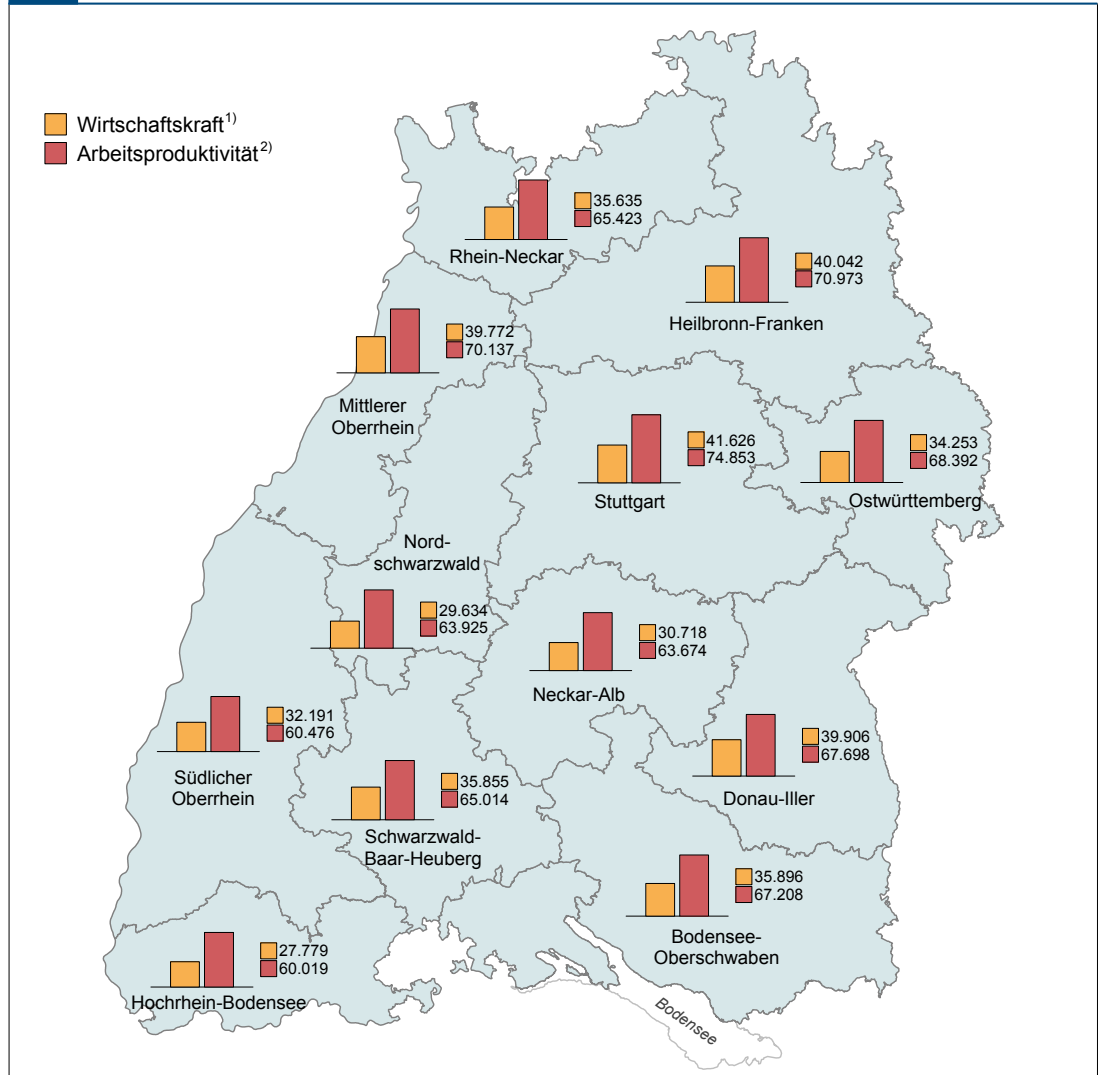 Wirtschaftskraft1)
Arbeitsproduktivität2)
35.635
65.423
Rhein-Neckar
40.042
70.973
Heilbronn-Franken
39.772
70.137
Mittlerer
Oberrhein
41.626
74.853
Stuttgart
34.253
68.392
Ostwürttemberg
Nord-
schwarzwald
29.634
63.925
30.718
63.674
Neckar-Alb
32.191
60.476
Südlicher
Oberrhein
35.855
65.014
Schwarzwald-
Baar-Heuberg
39.906
67.698
Donau-Iller
35.896
67.208
Bodensee-
Oberschwaben
27.779
60.019
Hochrhein-Bodensee
Bodensee